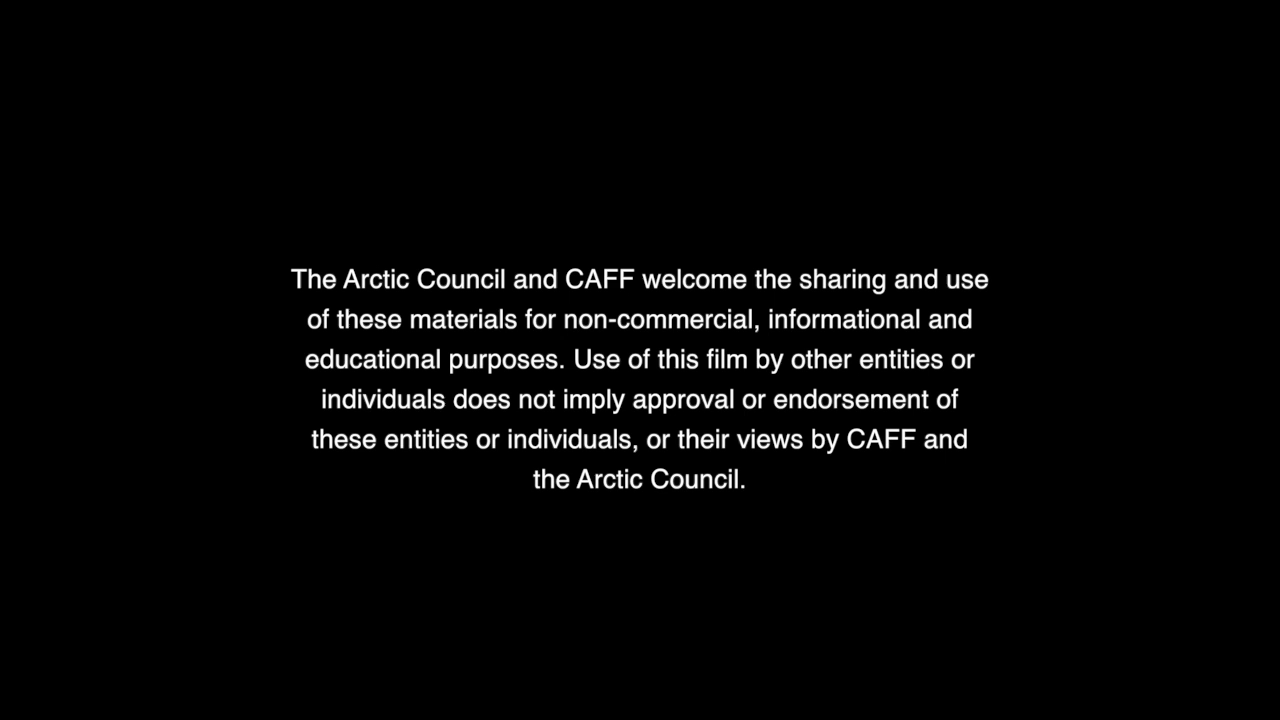 The Arctic Council and CAFF welcome the sharing and use
of these materials for non-commercial, informational and
educational purposes. Use of this film by other entities or
individuals does not imply approval or endorsement of
these entities or individuals, or their views by CAFF and
the Arctic Council.